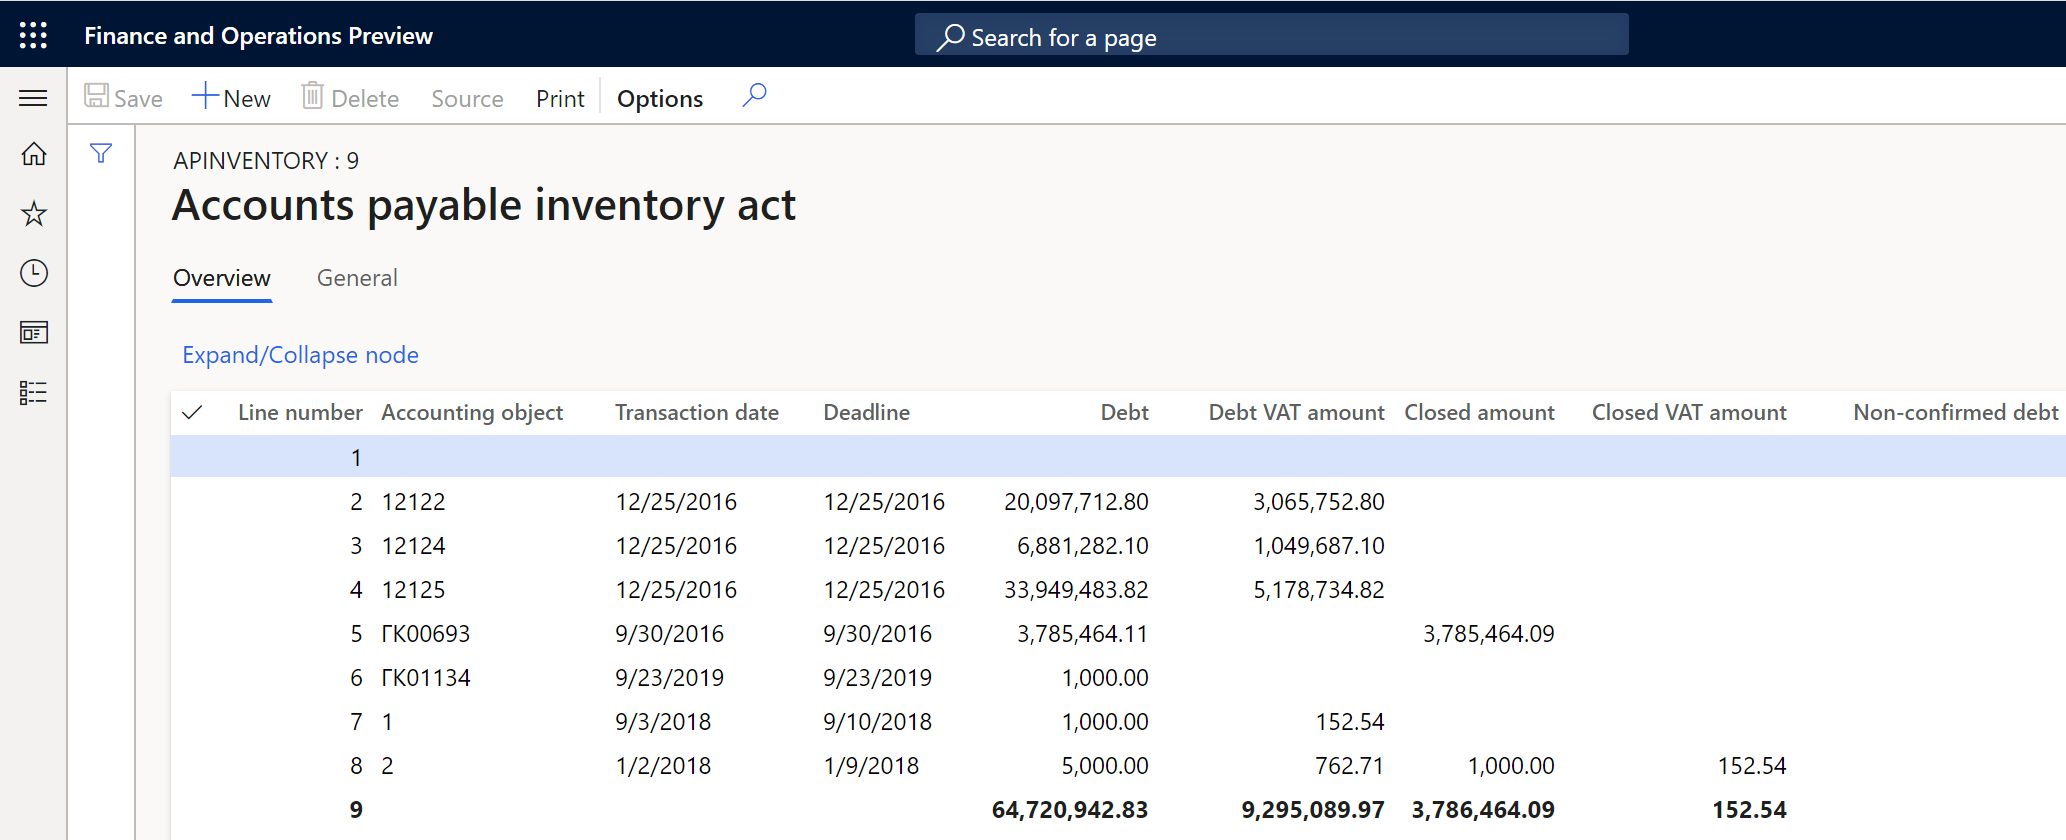 Finance and Operations Preview Search for a page
Save New Delete Source Print Options
APINVENTORY : 9
Accounts payable inventory act
Overview General
Expand/Collapse node
Line number Accounting object Transaction date Deadline Debt Debt VAT amount Closed amount Closed VAT amount Non-confirmed debt
1
2 12122 12/25/2016 12/25/2016 20,097,712.80 3,065,752.80
3 12124 12/25/2016 12/25/2016 6,881,282.10 1,049,687.10
4 12125 12/25/2016 12/25/2016 33,949,483.82 5,178,734.82
5 ГК00693 9/30/2016 9/30/2016 3,785,464.11 3,785,464.09
6 ГК01134 9/23/2019 9/23/2019 1,000.00
7 1 9/3/2018 9/10/2018 1,000.00 152.54
8 2 1/2/2018 1/9/2018 5,000.00 762.71 1,000.00 152.54
9 64,720,942.83 9,295,089.97 3,786,464.09 152.54